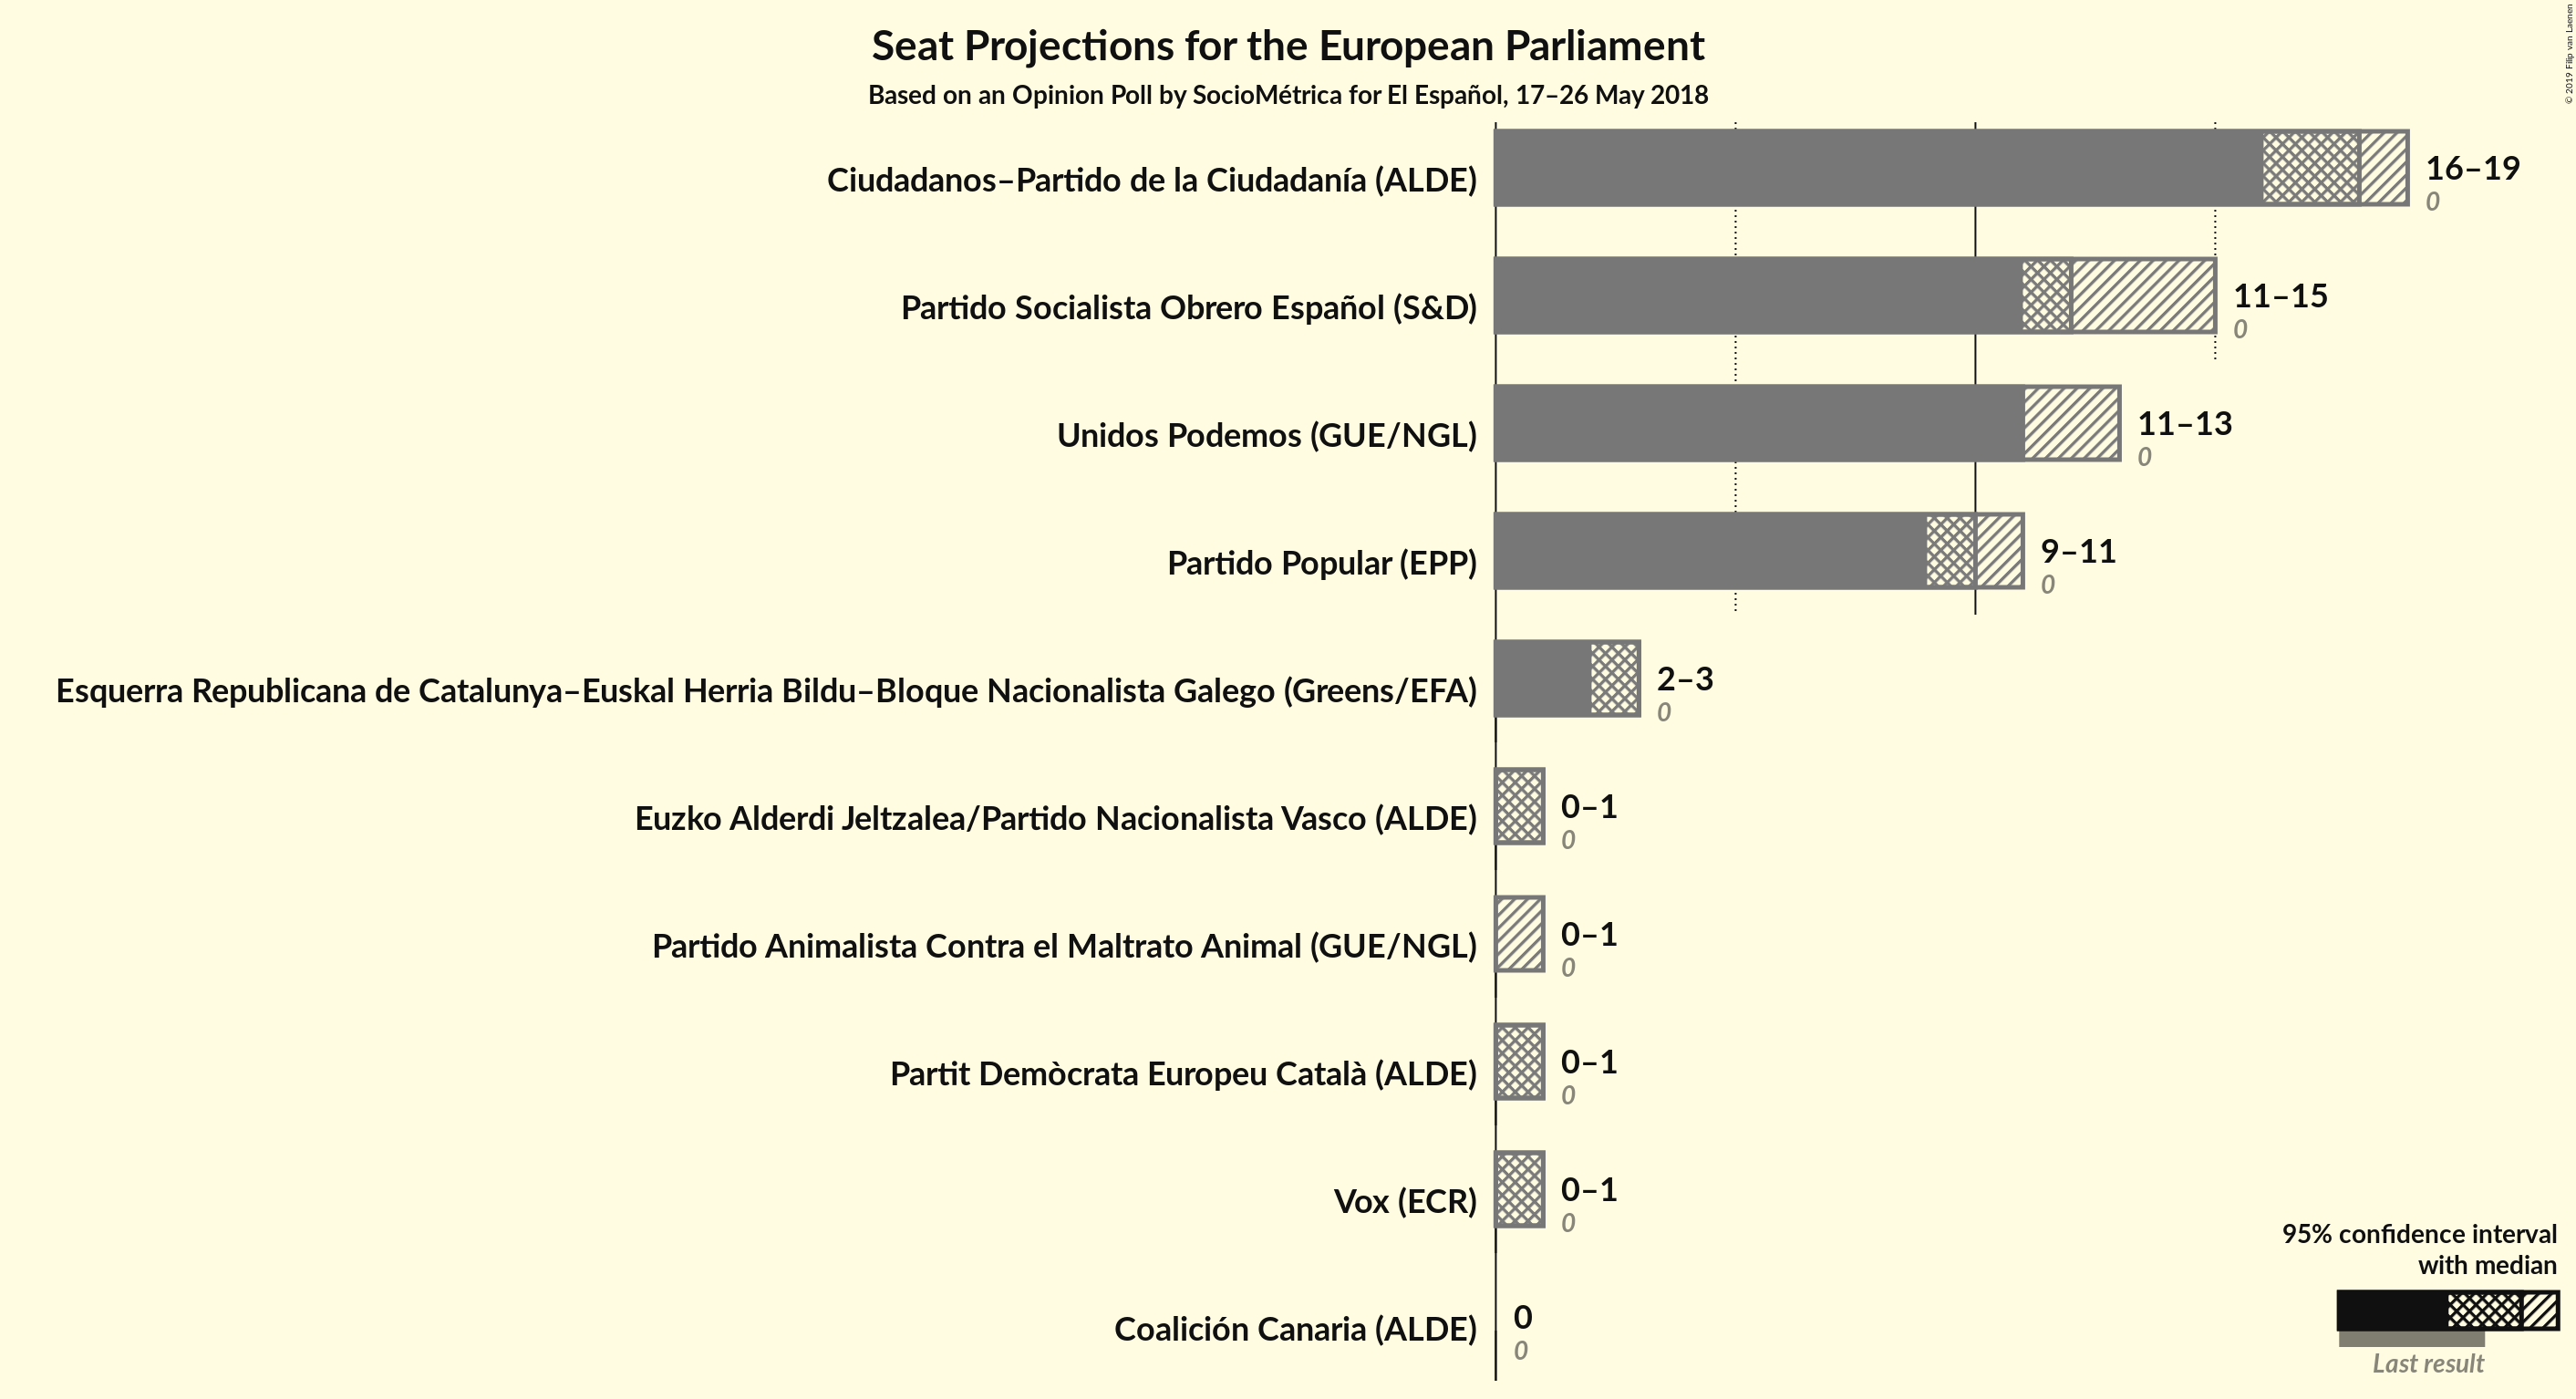 Seat Projections for the European Parliament
Based on an Opinion Poll by SocioMétrica for El Español, 17–26 May 2018
© 2019 Filip van Laenen
Ciudadanos–Partido de la Ciudadanía (ALDE)
16–19
0
Partido Socialista Obrero Español (S&D)
11–15
0
Unidos Podemos (GUE/NGL)
11–13
0
Partido Popular (EPP)
9–11
0
Esquerra Republicana de Catalunya–Euskal Herria Bildu–Bloque Nacionalista Galego (Greens/EFA)
2–3
0
Euzko Alderdi Jeltzalea/Partido Nacionalista Vasco (ALDE)
0–1
0
Partido Animalista Contra el Maltrato Animal (GUE/NGL)
0–1
0
Partit Demòcrata Europeu Català (ALDE)
0–1
0
Vox (ECR)
0–1
0
Coalición Canaria (ALDE)
0
0
95% confidence interval
with median
Last result